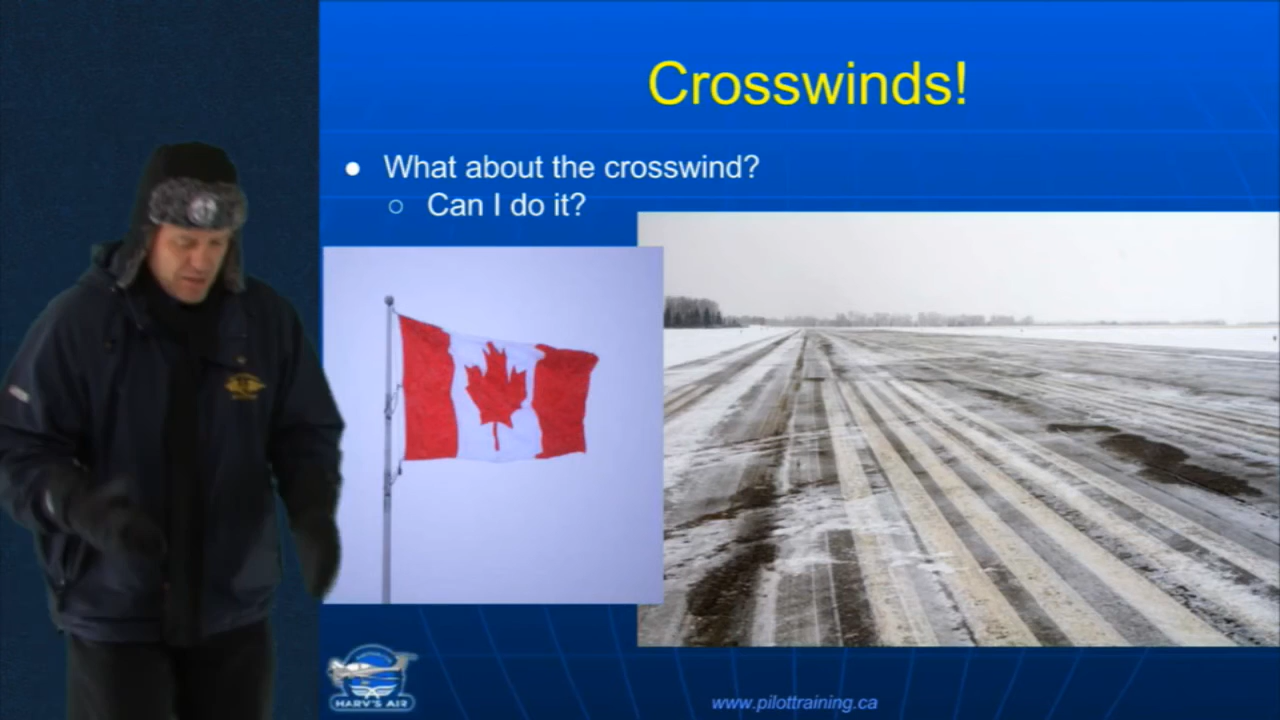 Crosswinds!
What about the crosswind?
Can I do it?
HARV'S AIR
www.pilottraining.ca